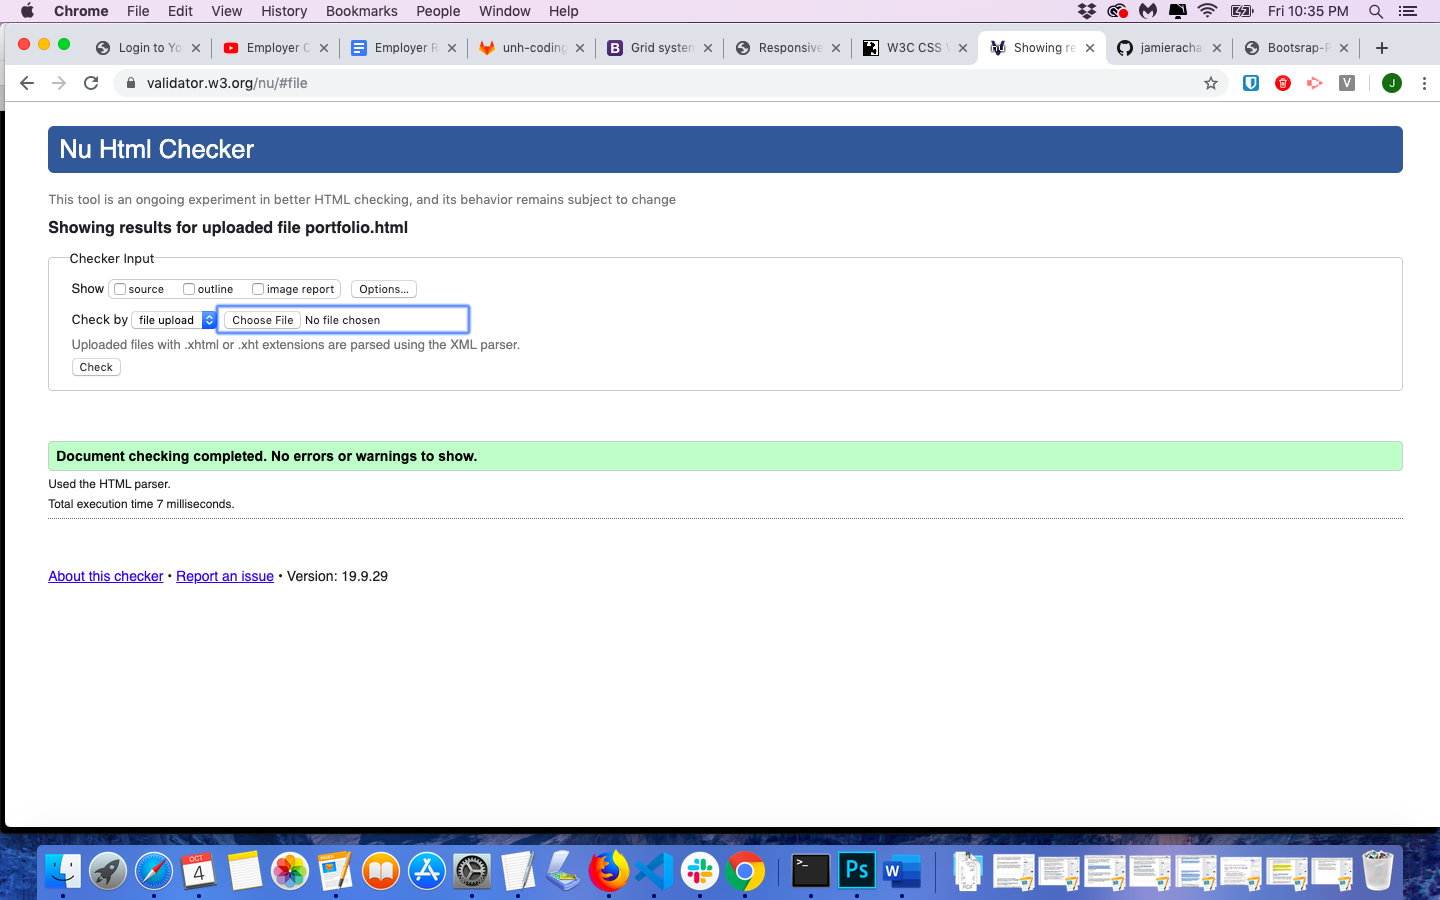 Chrome File Edit View History Bookmarks People Window Help Fri 10:35 PM
Login to Yo Employer C Employer R unh-coding Grid system Responsive W3C CSS V Showing re jamieracha Bootsrap-P
validator.w3.org/nu/#file V J
Nu Html Checker
This tool is an ongoing experiment in better HTML checking, and its behavior remains subject to change
Showing results for uploaded file portfolio.html
Checker Input
Show source outline image report Options...
Check by file upload Choose File No file chosen
Uploaded files with .xhtml or .xht extensions are parsed using the XML parser.
Check
Document checking completed. No errors or warnings to show.
Used the HTML parser.
Total execution time 7 milliseconds.
About this checker • Report an issue • Version: 19.9.29
OCT
4 >_ Ps W